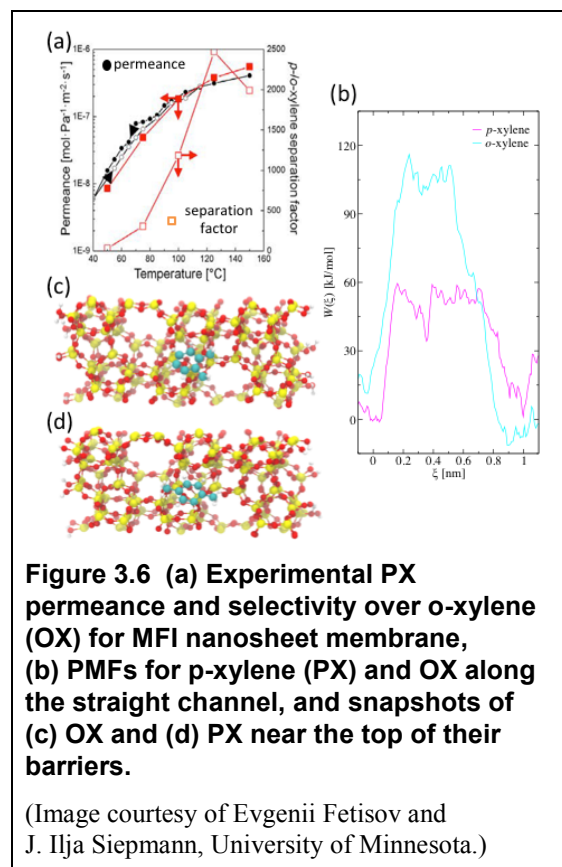 (a)
1E-6
1E-7
1E-8
1E-9
Permeance [mol·Pa⁻¹·m⁻²·s⁻¹]
permeance
separation
factor
2500
2000
1500
1000
500
0
p-/o-xylene separation factor
40 60 80 100 120 140 160
Temperature [°C]
(b)
p-xylene
o-xylene
120
90
60
30
0
W(ξ) [kJ/mol]
0 0.2 0.4 0.6 0.8 1
ξ [nm]
(c)
(d)
Figure 3.6 (a) Experimental PX
permeance and selectivity over o-xylene
(OX) for MFI nanosheet membrane,
(b) PMFs for p-xylene (PX) and OX along
the straight channel, and snapshots of
(c) OX and (d) PX near the top of their
barriers.
(Image courtesy of Evgenii Fetisov and
J. Ilja Siepmann, University of Minnesota.)